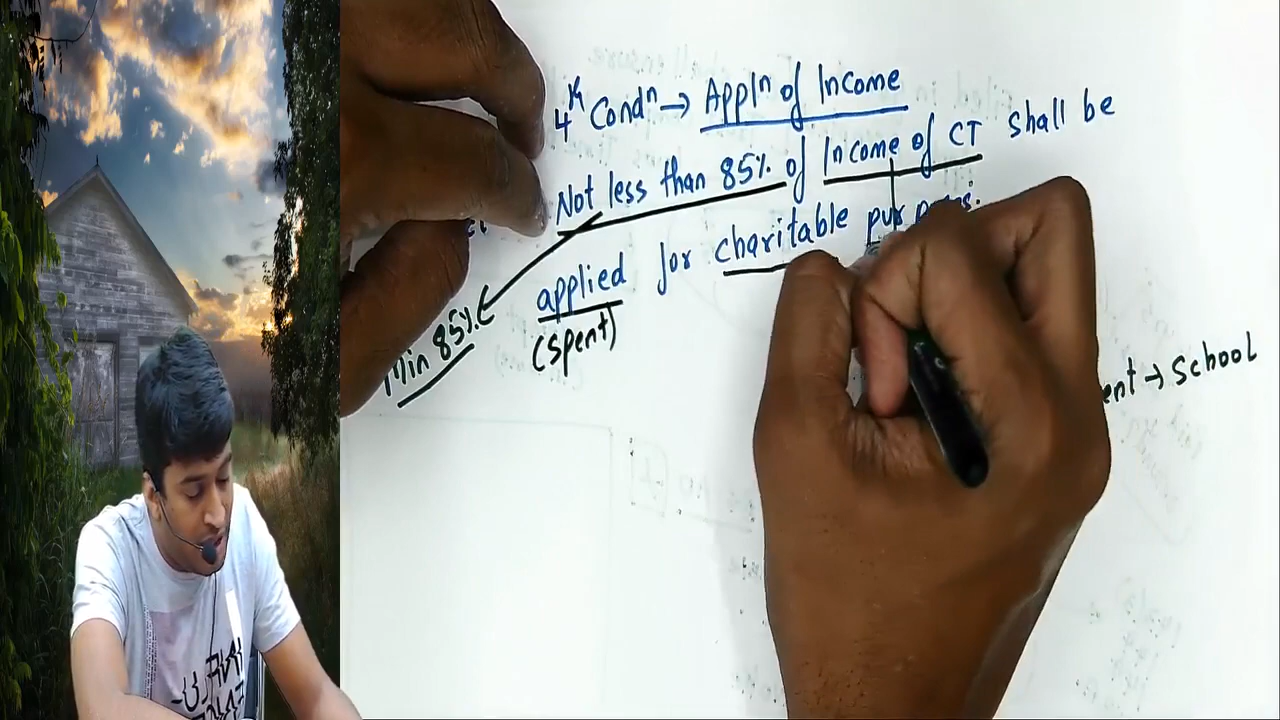 4th Condn → Appln of Income
Not less than 85% of Income of CT shall be
applied for charitable purposes.
(spent)
Min 85%
ent → School